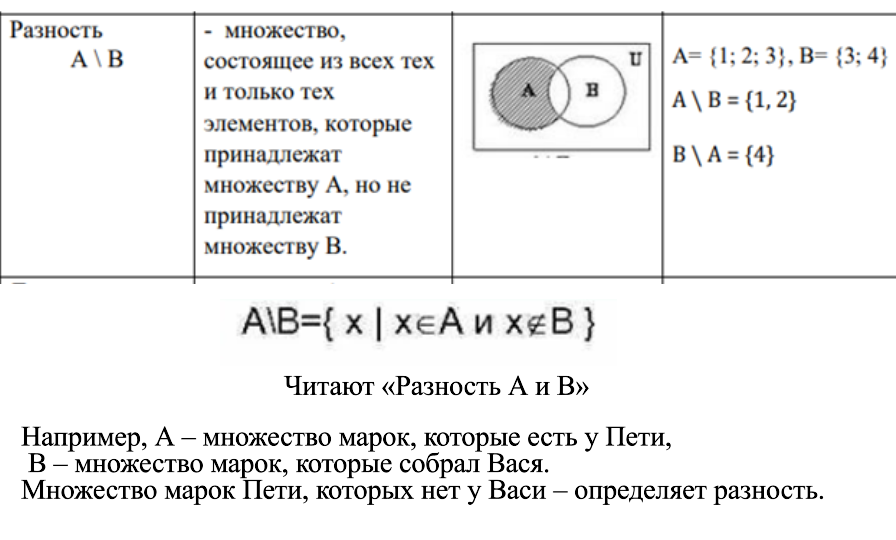 Разность
A \ B
- множество,
состоящее из всех тех
и только тех
элементов, которые
принадлежат
множеству А, но не
принадлежат
множеству В.
U
A
B
A= {1; 2; 3}, B= {3; 4}
A \ B = {1, 2}
B \ A = {4}
A\B={ x | x∈A и x∉B }
Читают «Разность А и В»
Например, А – множество марок, которые есть у Пети,
В – множество марок, которые собрал Вася.
Множество марок Пети, которых нет у Васи – определяет разность.